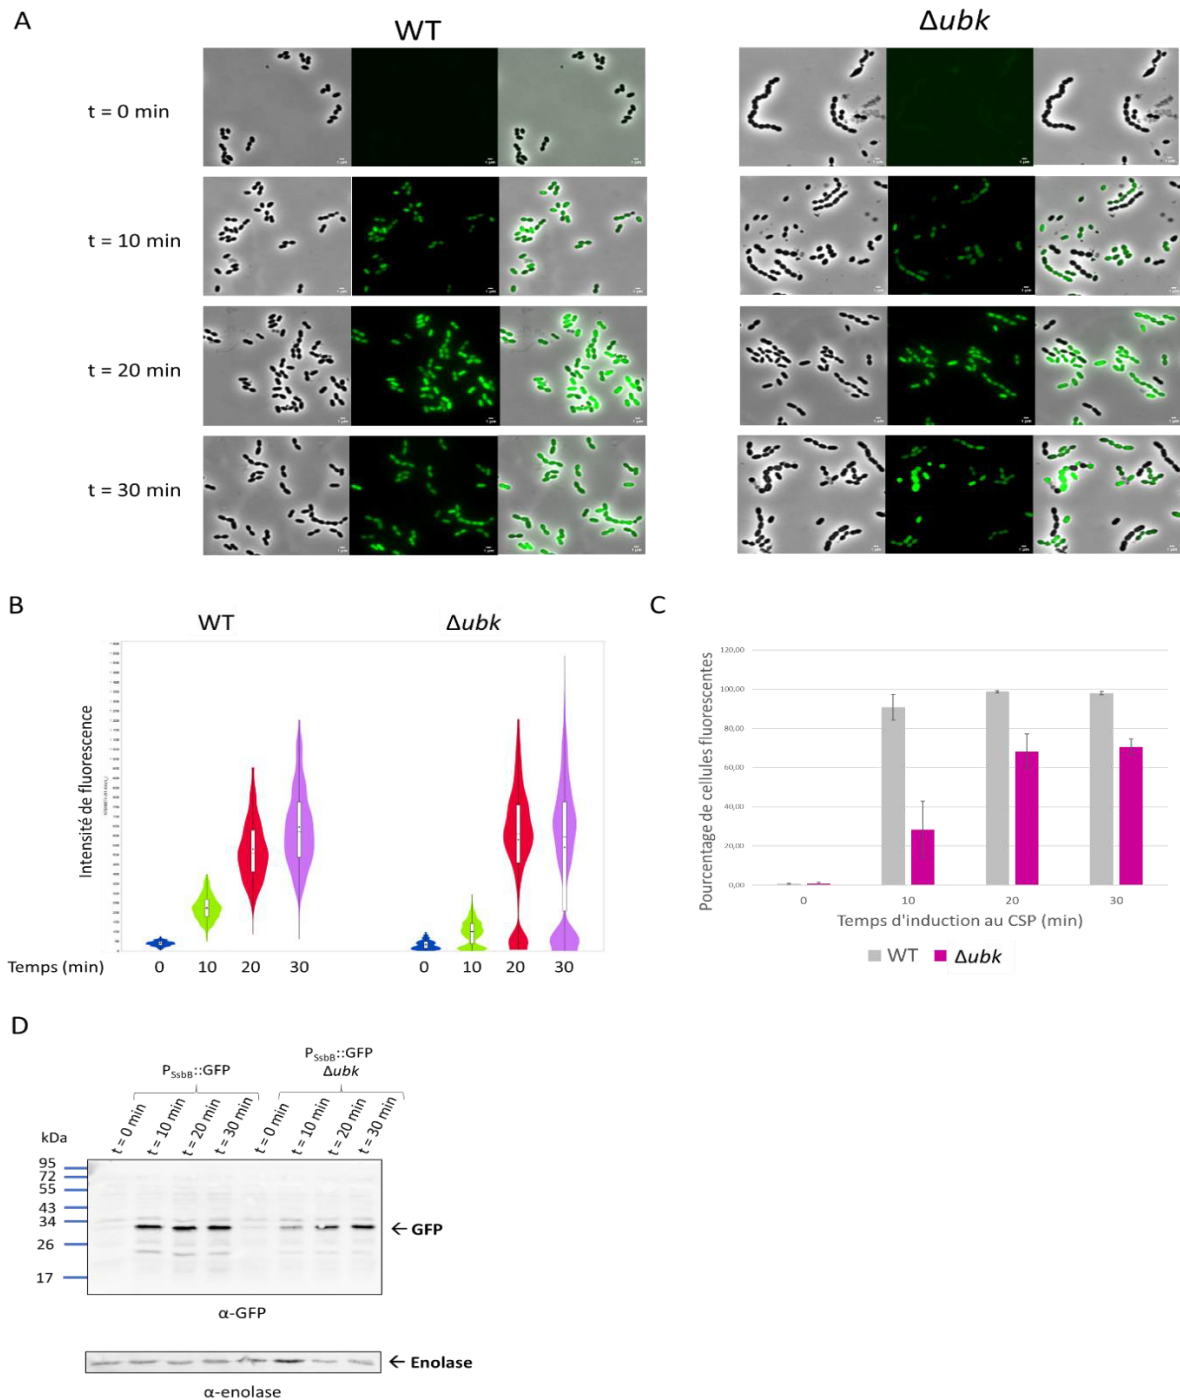 A
WT
Δubk
t = 0 min
t = 10 min
t = 20 min
t = 30 min
1 μm
B
WT
Δubk
Intensité de fluorescence
Temps (min)
0 10 20 30
0 10 20 30
C
Pourcentage de cellules fluorescentes
120,00
100,00
80,00
60,00
40,00
20,00
0,00
0 10 20 30
Temps d'induction au CSP (min)
WT Δubk
D
PSsbB::GFP
PSsbB::GFP
Δubk
t = 0 min
t = 10 min
t = 20 min
t = 30 min
t = 0 min
t = 10 min
t = 20 min
t = 30 min
kDa
95
72
55
43
34
26
17
← GFP
α-GFP
← Enolase
α-enolase